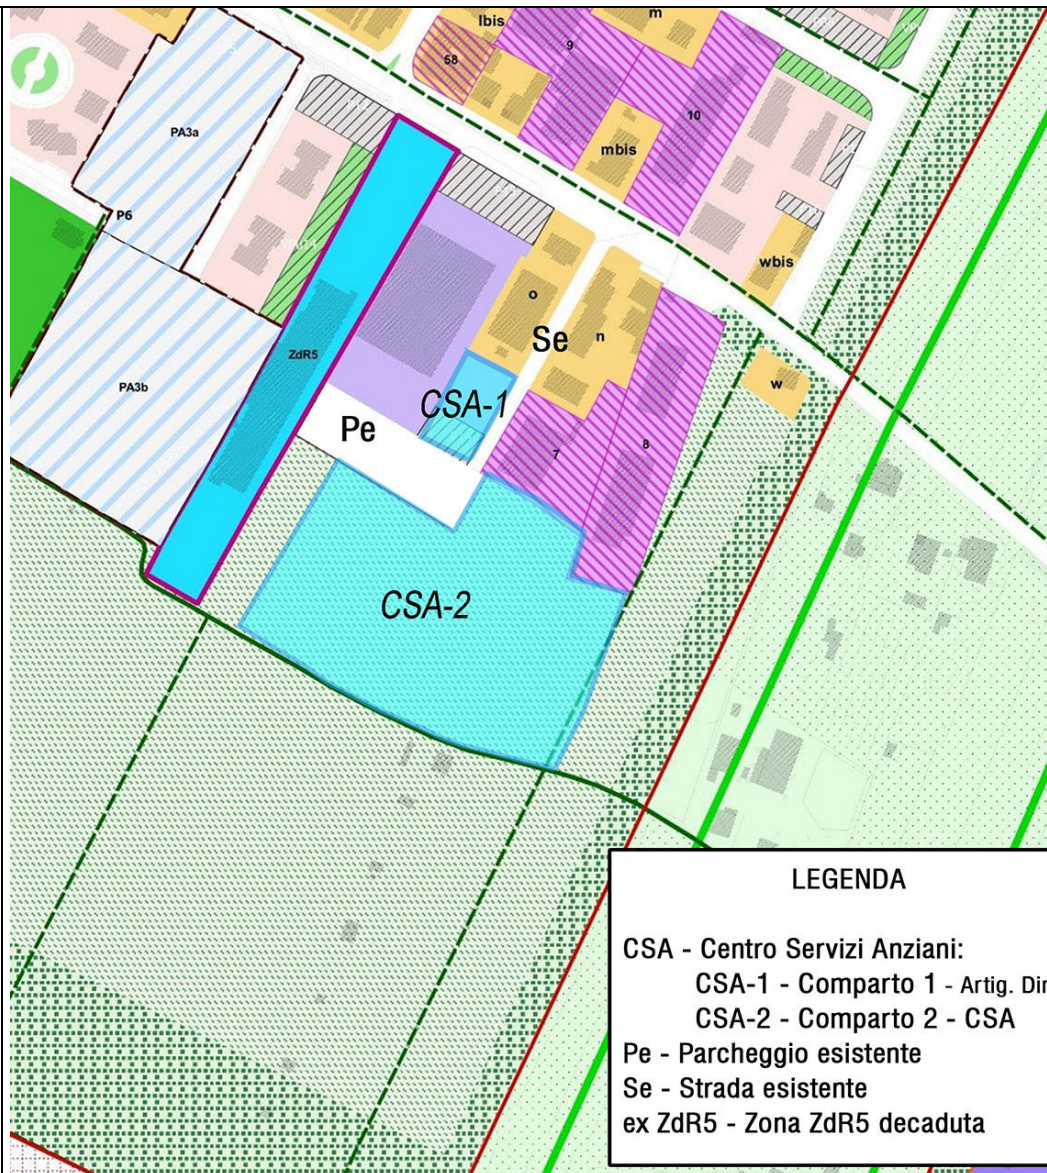 lbis
m
58
9
10
PA3a
mbis
P6
wbis
o
Se
n
ZdR5
PA3b
CSA-1
w
Pe
7
8
CSA-2
LEGENDA
CSA - Centro Servizi Anziani:
CSA-1 - Comparto 1 - Artig. Dir
CSA-2 - Comparto 2 - CSA
Pe - Parcheggio esistente
Se - Strada esistente
ex ZdR5 - Zona ZdR5 decaduta